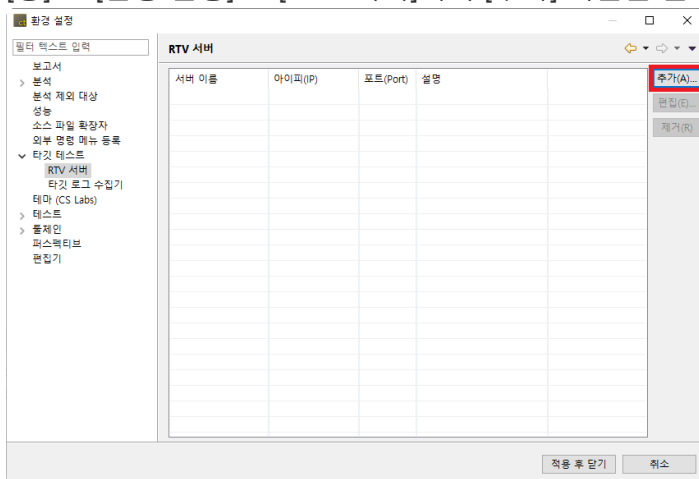 환경 설정
필터 텍스트 입력
RTV 서버
보고서
분석
분석 제외 대상
성능
소스 파일 확장자
외부 명령 메뉴 등록
타깃 테스트
RTV 서버
타깃 로그 수집기
테마 (CS Labs)
테스트
툴체인
퍼스펙티브
편집기
서버 이름 아이피(IP) 포트(Port) 설명
추가(A)...
편집(E)...
제거(R)
적용 후 닫기 취소